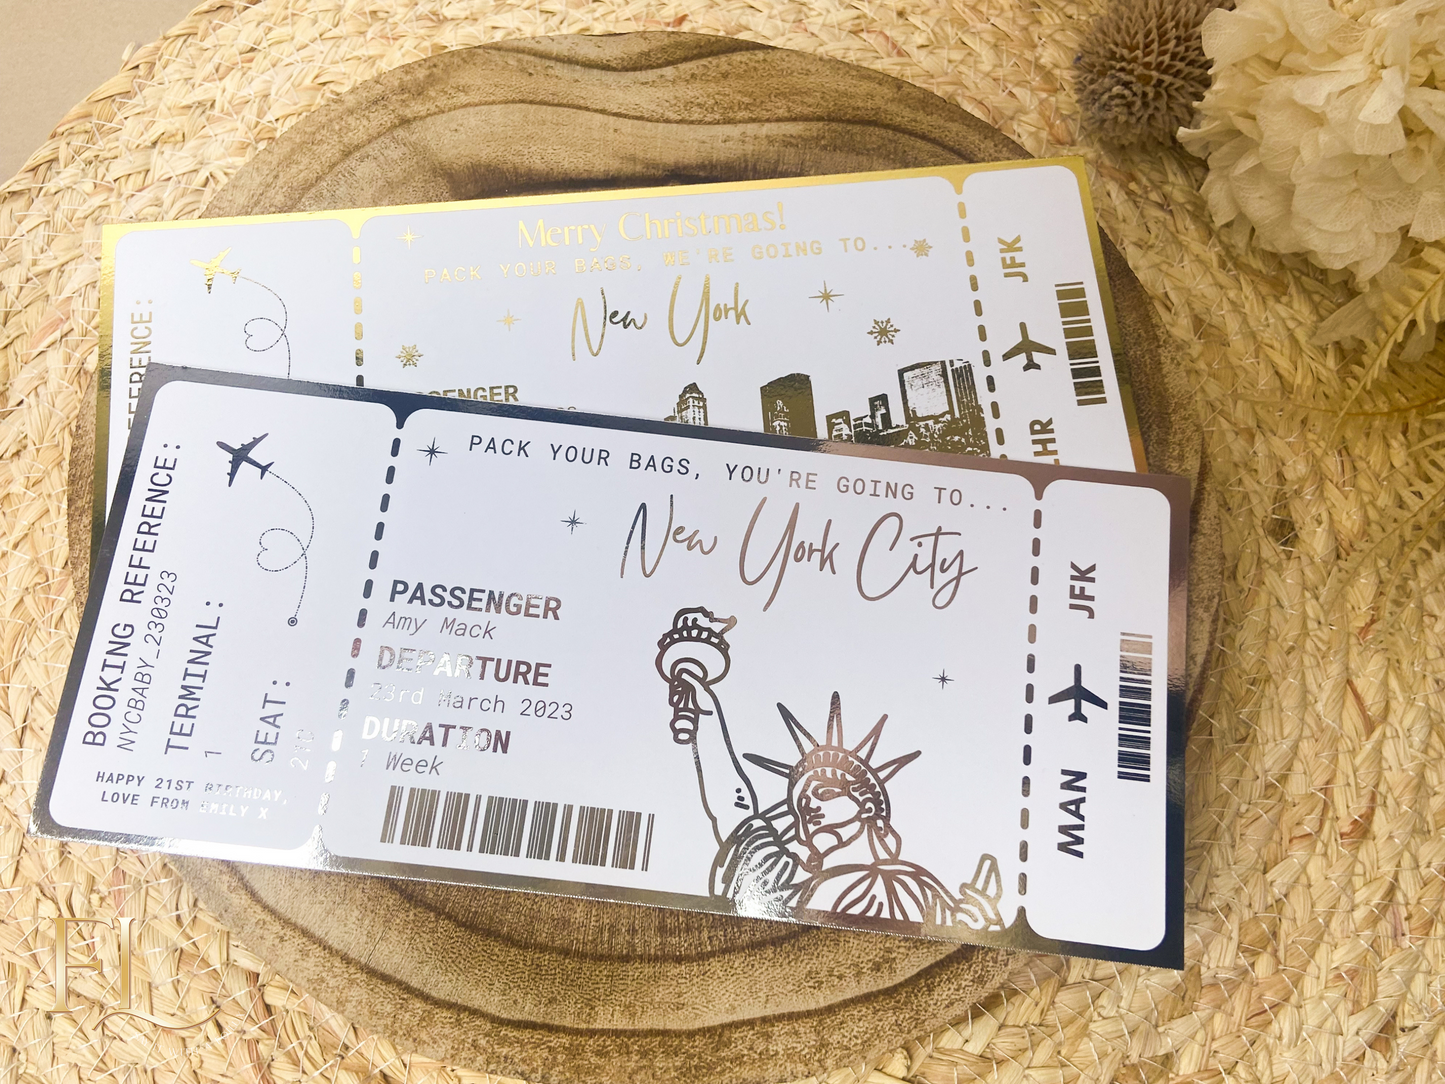 Merry Christmas!
PACK YOUR BAGS, WE'RE GOING TO...
New York
JFK
LHR
PACK YOUR BAGS, YOU'RE GOING TO...
New York City
BOOKING REFERENCE:
NYCBABY_230323
TERMINAL:
1
SEAT:
21C
HAPPY 21ST BIRTHDAY,
LOVE FROM EMILY X
PASSENGER
Amy Mack
DEPARTURE
23rd March 2023
DURATION
1 Week
JFK
MAN